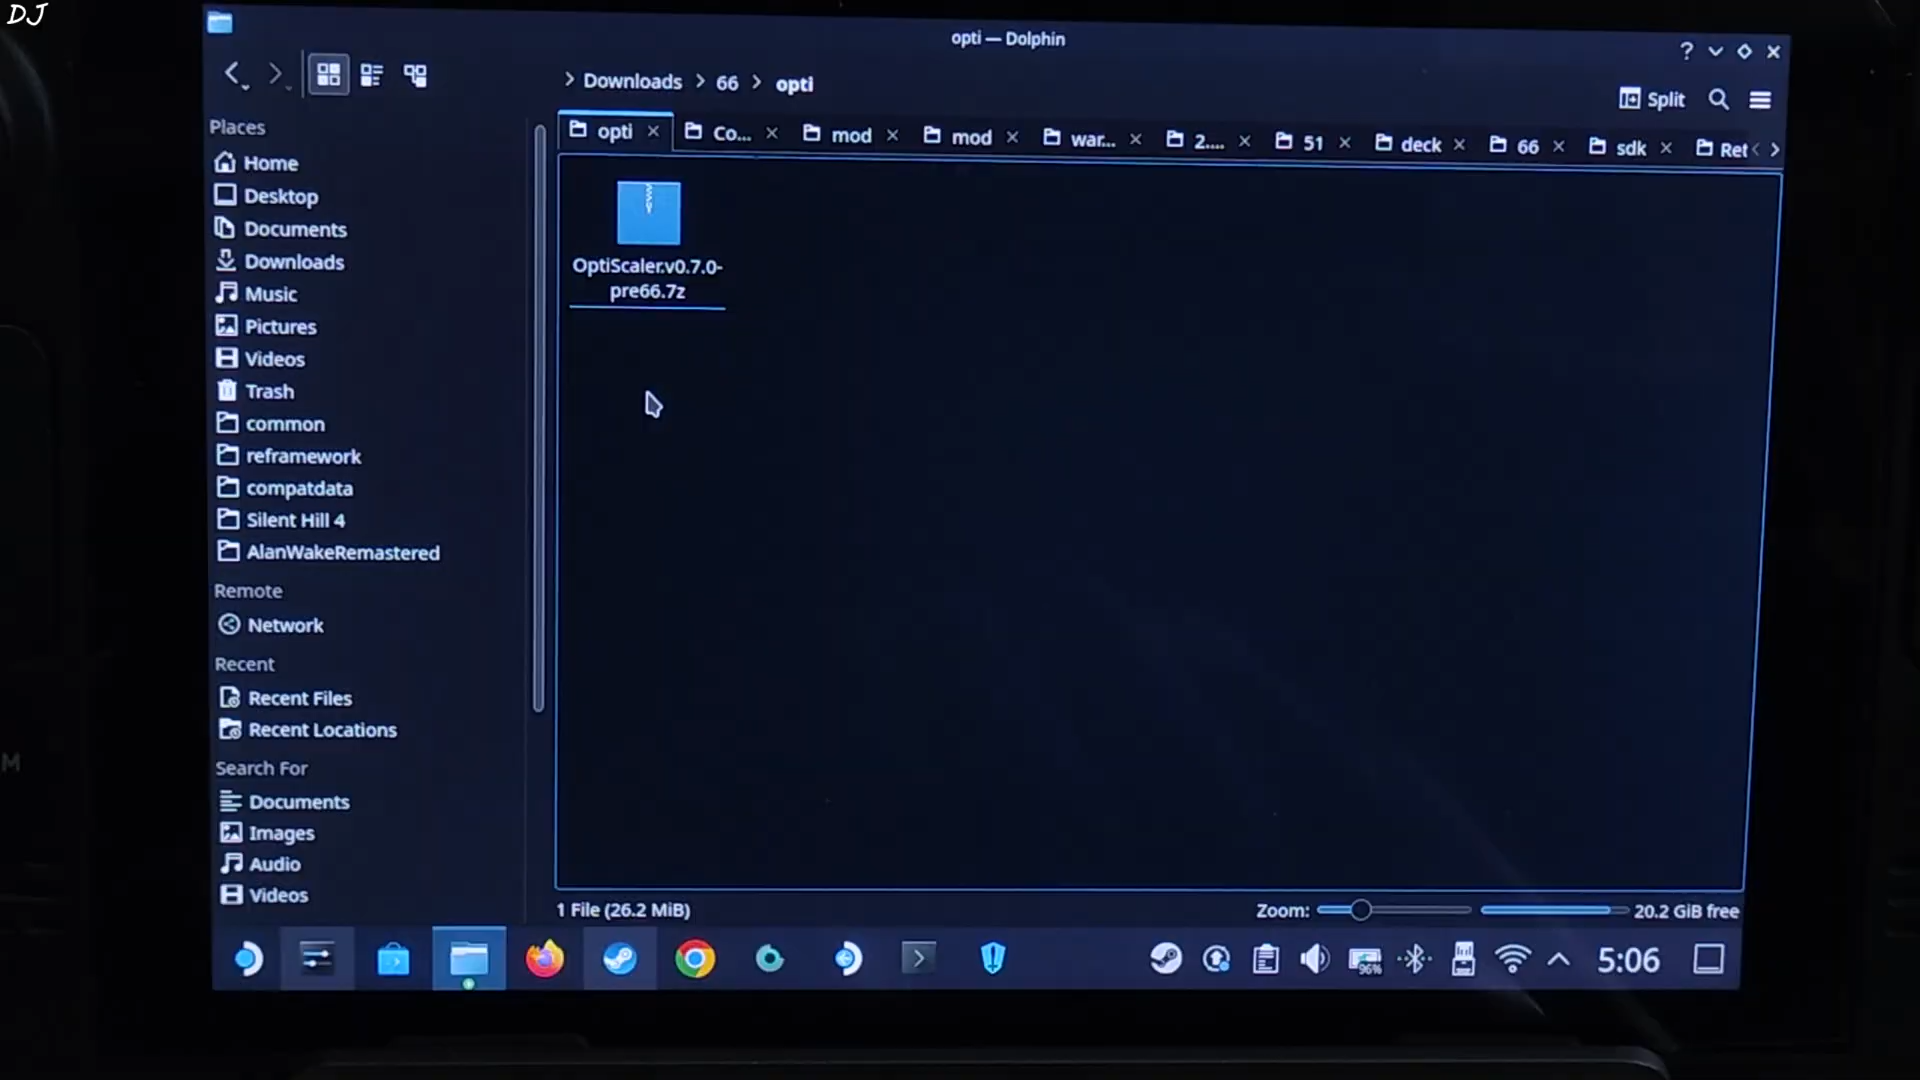 DJ
opti — Dolphin
Downloads 66 opti
Split
opti Co... mod mod war... 2.... 51 deck 66 sdk Ret
Places
Home
Desktop
Documents
Downloads
Music
Pictures
Videos
Trash
common
reframework
compatdata
Silent Hill 4
AlanWakeRemastered
Remote
Network
Recent
Recent Files
Recent Locations
Search For
Documents
Images
Audio
Videos
OptiScaler.v0.7.0-
pre66.7z
1 File (26.2 MiB)
Zoom:
20.2 GiB free
96%
5:06
M